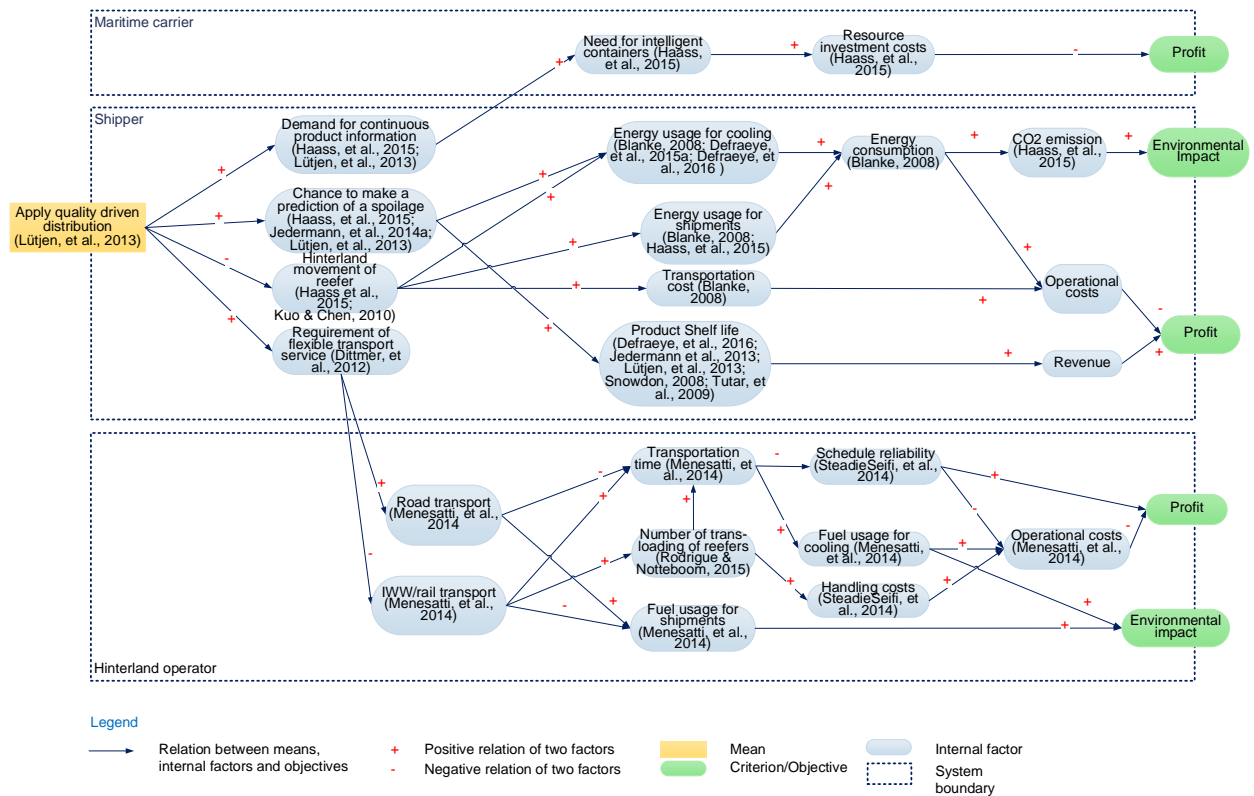 Maritime carrier
Need for intelligent
containers (Haass,
et al., 2015)
+
+
Resource
investment costs
(Haass, et al.,
2015)
-
Profit
Shipper
Demand for continuous
product information
(Haass, et al., 2015;
Lütjen, et al., 2013)
+
Energy usage for cooling
(Blanke, 2008; Defraeye,
et al., 2015a; Defraeye, et
al., 2016 )
+
Energy
consumption
(Blanke, 2008)
+
CO2 emission
(Haass, et al.,
2015)
+
Environmental
Impact
Apply quality driven
distribution
(Lütjen, et al., 2013)
+
Chance to make a
prediction of a spoilage
(Haass, et al., 2015;
Jedermann, et al., 2014a;
Lütjen, et al., 2013)
+
+
+
Energy usage for
shipments
(Blanke, 2008;
Haass, et al., 2015)
+
+
-
Hinterland
movement of
reefer
(Haass et al.,
2015;
Kuo & Chen, 2010)
+
Transportation
cost (Blanke,
2008)
+
Operational
costs
-
+
Requirement of
flexible transport
service (Dittmer, et
al., 2012)
+
Product Shelf life
(Defraeye, et al., 2016;
Jedermann et al., 2013;
Lütjen, et al., 2013;
Snowdon, 2008; Tutar, et
al., 2009)
+
Revenue
+
Profit
Transportation
time (Menesatti, et
al., 2014)
-
Schedule reliability
(SteadieSeifi, et al.,
2014)
+
+
Road transport
(Menesatti, et al.,
2014
-
+
+
-
Profit
-
Number of trans-
loading of reefers
(Rodrigue &
Notteboom, 2015)
+
+
Fuel usage for
cooling (Menesatti,
et al., 2014)
+
Operational costs
(Menesatti, et al.,
2014)
-
IWW/rail transport
(Menesatti, et al.,
2014)
+
-
+
Handling costs
(SteadieSeifi, et
al., 2014)
+
+
Fuel usage for
shipments
(Menesatti, et al.,
2014)
+
Environmental
impact
Hinterland operator
Legend
Relation between means,
internal factors and objectives
+ Positive relation of two factors
- Negative relation of two factors
Mean
Criterion/Objective
Internal factor
System
boundary